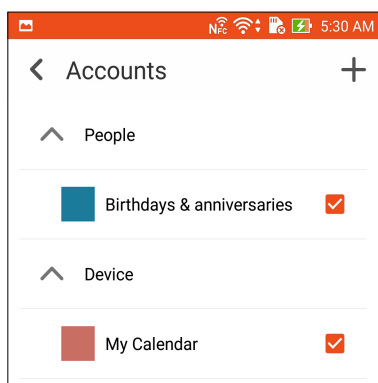 NFC 5:30 AM
Accounts
People
Birthdays & anniversaries
Device
My Calendar